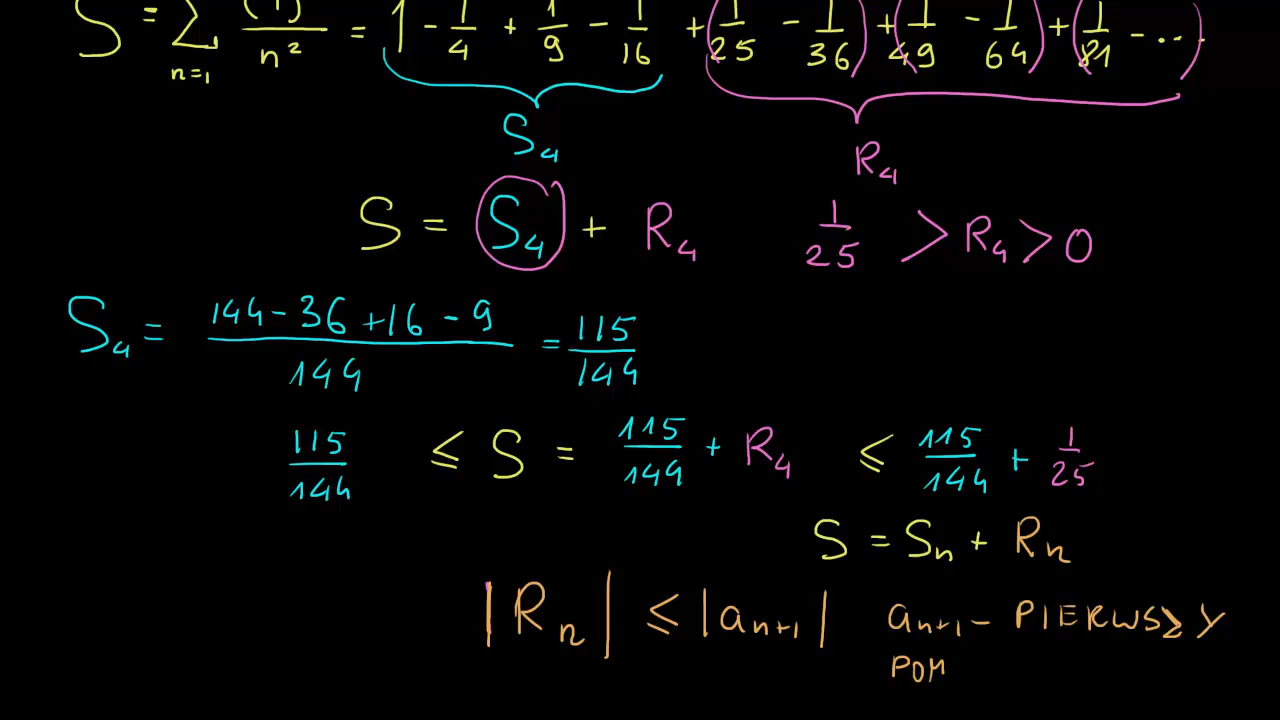 S = ∑ n=1 (1) / n² = 1 - 1/4 + 1/9 - 1/16 + (1/25 - 1/36) + (1/49 - 1/64) + (1/81 - ...)
S₄ R₄
S = S₄ + R₄ 1/25 > R₄ > 0
S₄ = (144 - 36 + 16 - 9)/144 = 115/144
115/144 ≤ S = 115/144 + R₄ ≤ 115/144 + 1/25
S = Sn + Rn
|Rn| ≤ |an+1| an+1 - PIERWSZY
POM